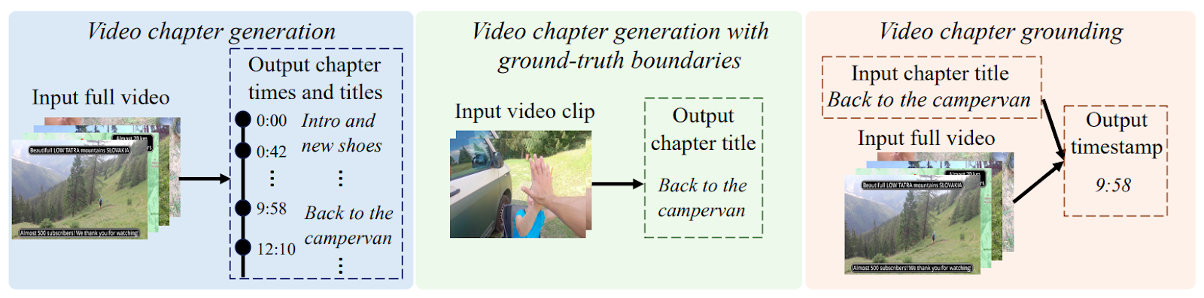 Video chapter generation
Input full video
Beautifull LOW TATRA mountains SLOVAKIA
Almost 500 subscribers! We thank you for watching!
Output chapter
times and titles
0:00 Intro and
new shoes
0:42
9:58 Back to the
campervan
12:10
Video chapter generation with
ground-truth boundaries
Input video clip
Output
chapter title
Back to the
campervan
Video chapter grounding
Input chapter title
Back to the campervan
Input full video
Beautifull LOW TATRA mountains SLOVAKIA
Almost 500 subscribers! We thank you for watching!
Output
timestamp
9:58